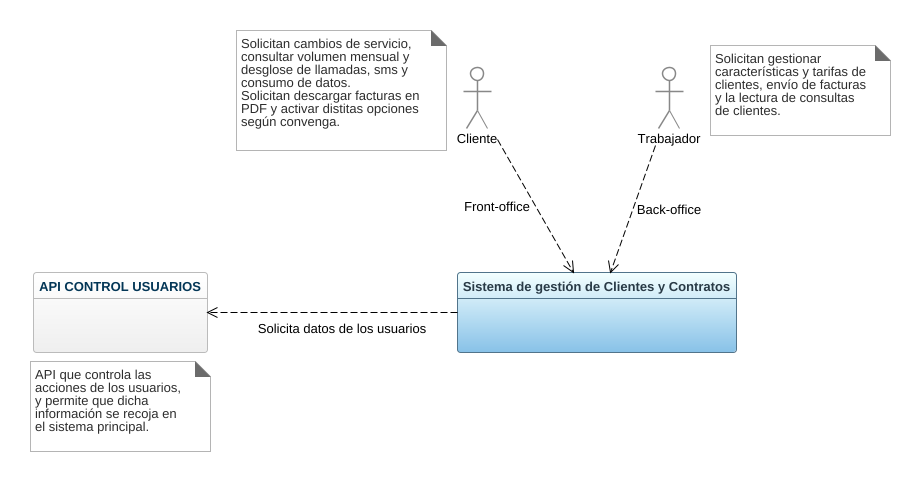 Solicitan cambios de servicio,
consultar volumen mensual y
desglose de llamadas, sms y
consumo de datos.
Solicitan descargar facturas en
PDF y activar distitas opciones
según convenga.
Solicitan gestionar
características y tarifas de
clientes, envío de facturas
y la lectura de consultas
de clientes.
Cliente
Trabajador
Front-office
Back-office
API CONTROL USUARIOS
Sistema de gestión de Clientes y Contratos
Solicita datos de los usuarios
API que controla las
acciones de los usuarios,
y permite que dicha
información se recoja en
el sistema principal.